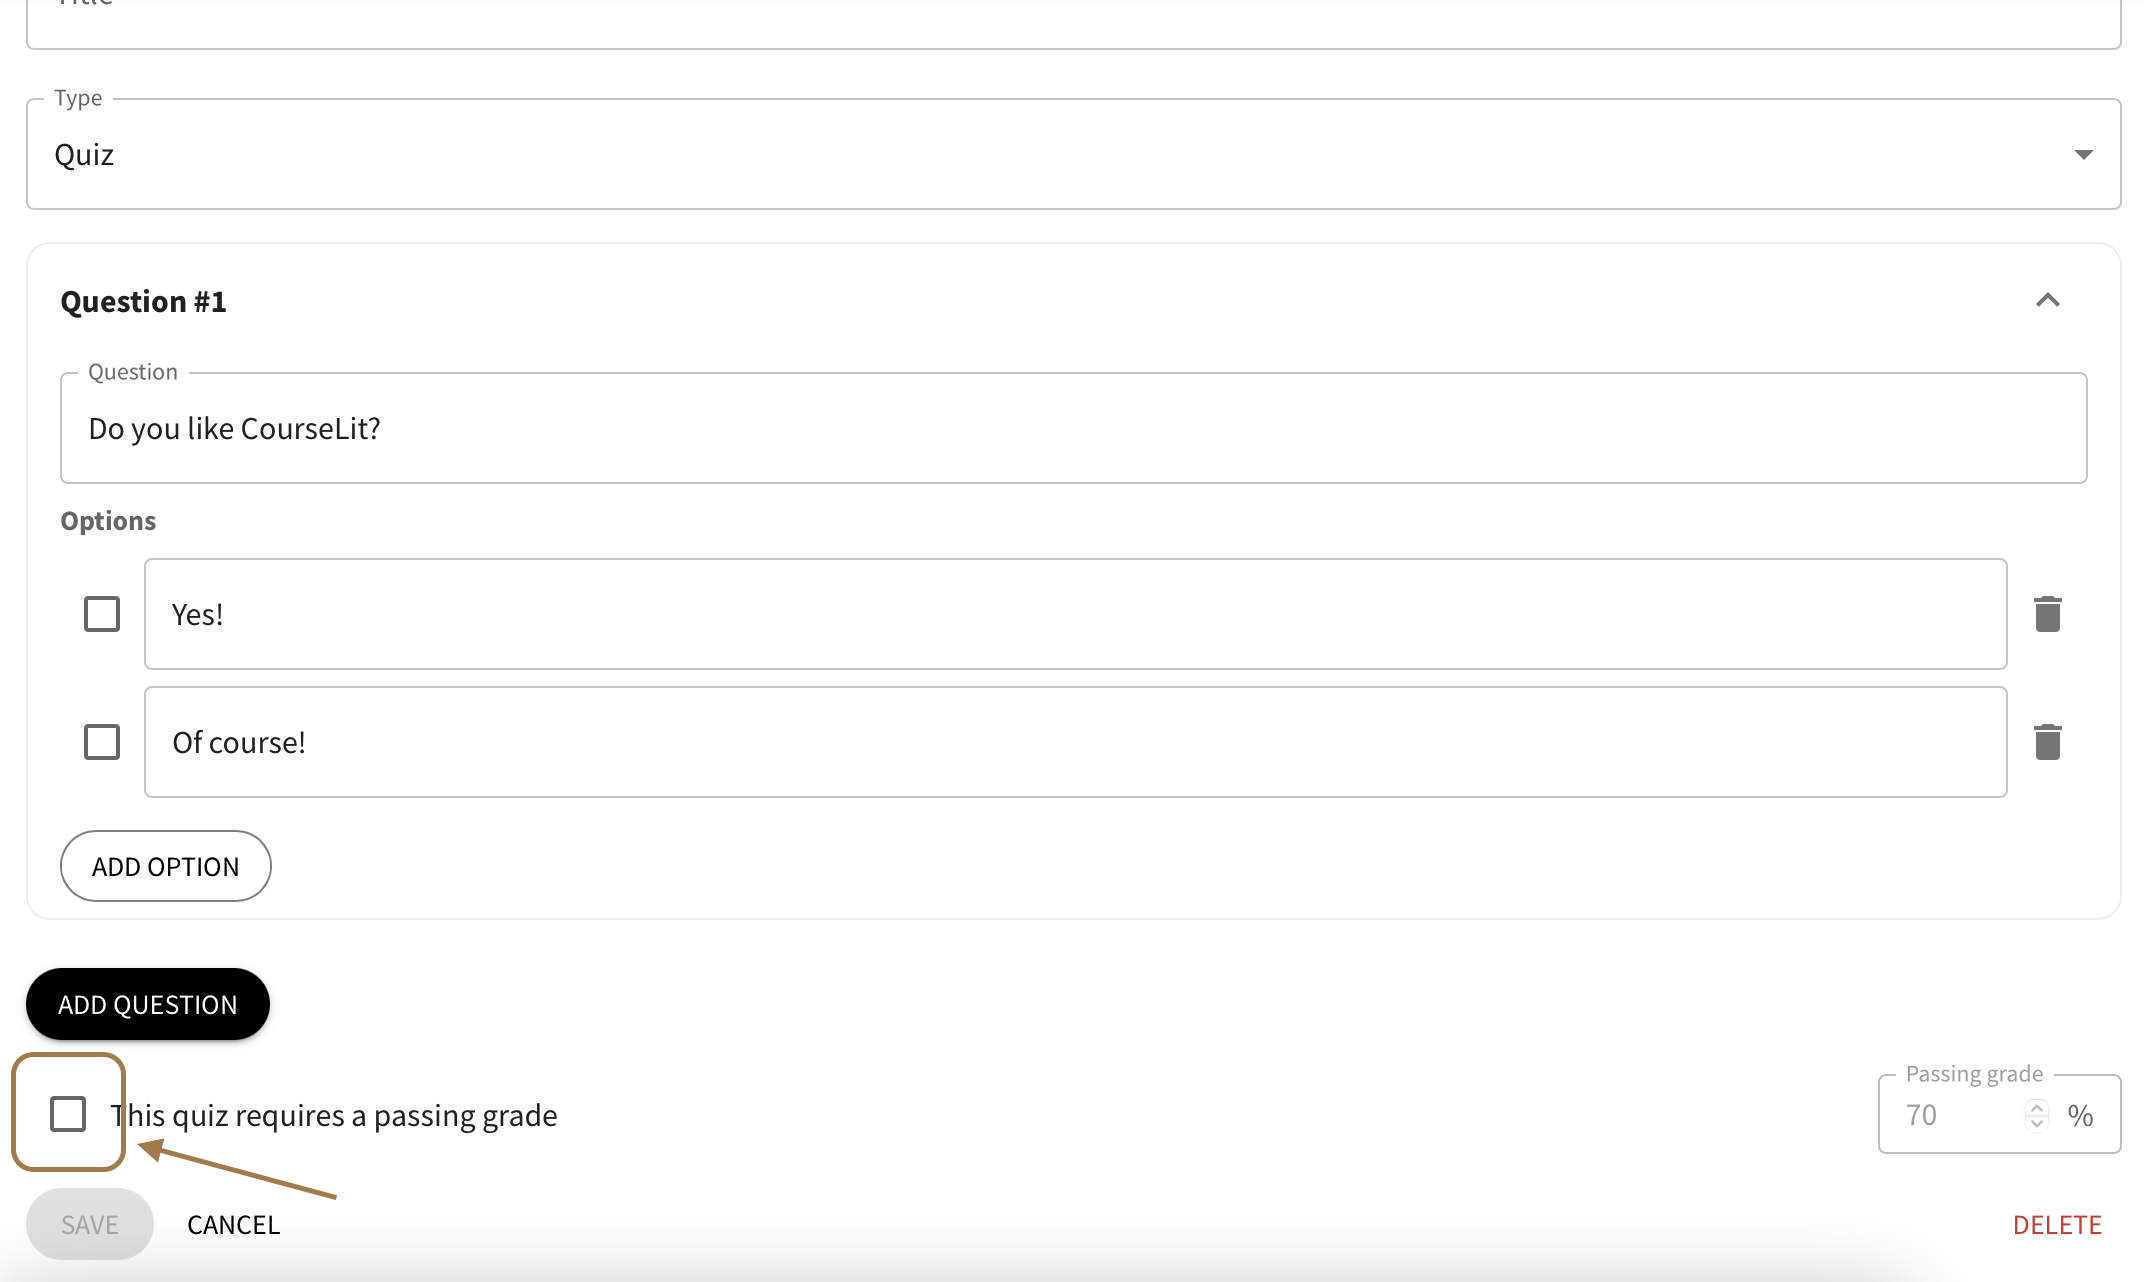 Title
Type
Quiz
Question #1
Question
Do you like CourseLit?
Options
Yes!
Of course!
ADD OPTION
ADD QUESTION
This quiz requires a passing grade
Passing grade
70 %
SAVE CANCEL DELETE